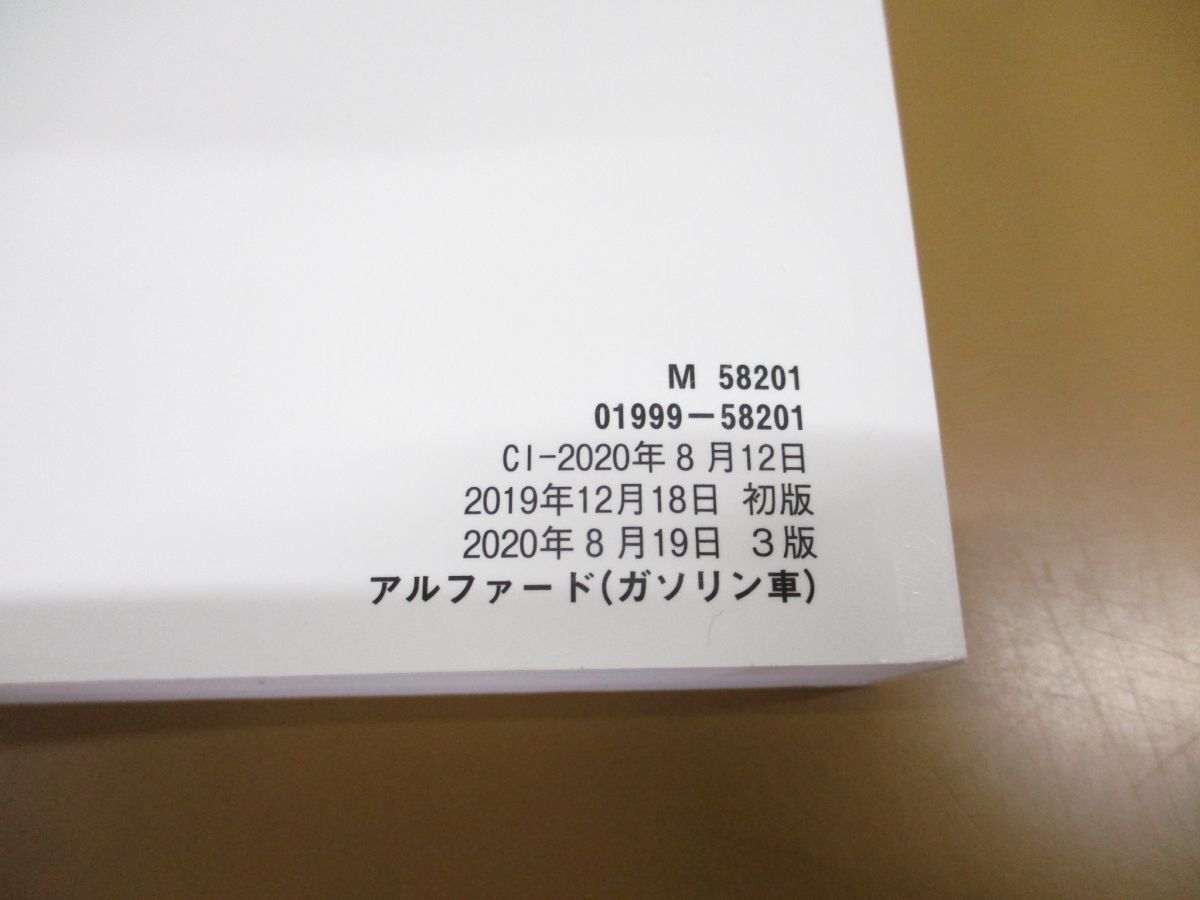 M 58201
01999-58201
CI-2020年8月12日
2019年12月18日 初版
2020年8月19日 3版
アルファード(ガソリン車)